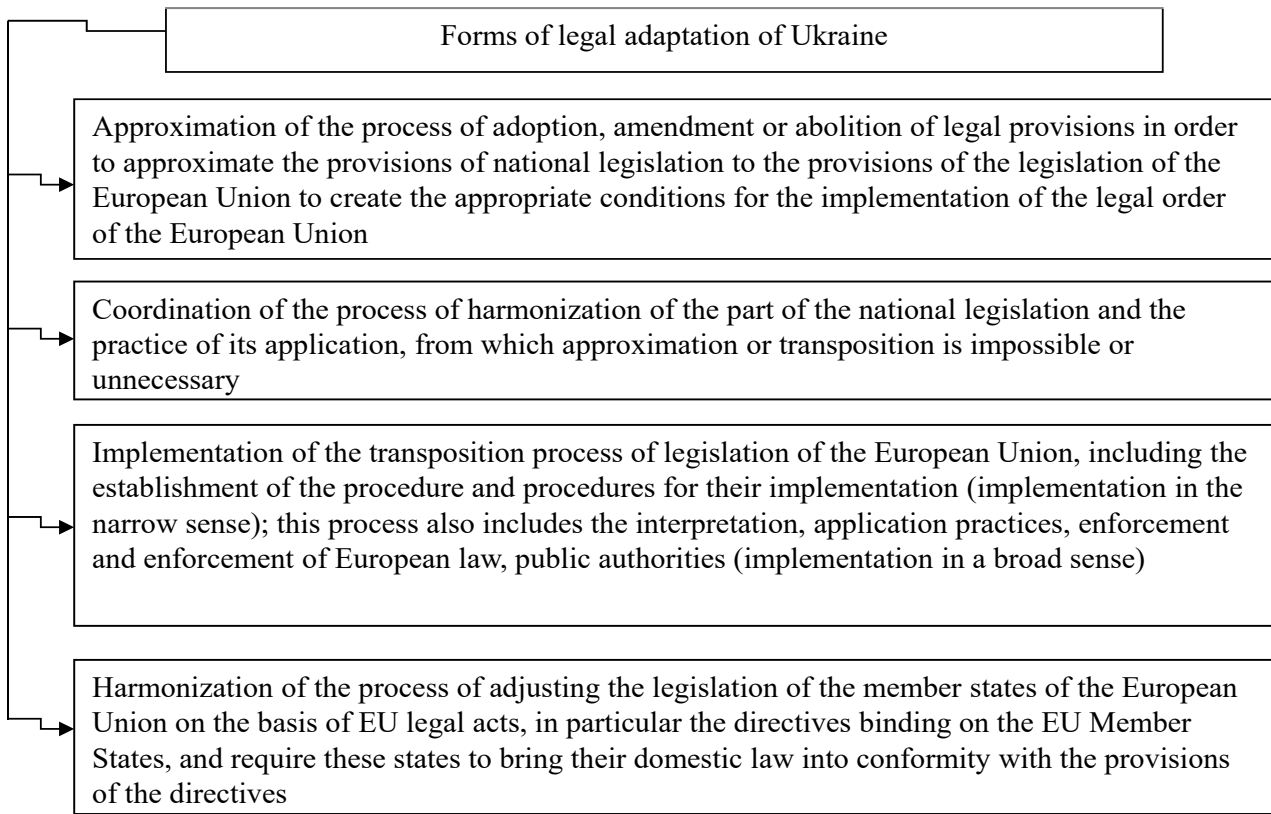 Forms of legal adaptation of Ukraine
Approximation of the process of adoption, amendment or abolition of legal provisions in order
to approximate the provisions of national legislation to the provisions of the legislation of the
European Union to create the appropriate conditions for the implementation of the legal order
of the European Union
Coordination of the process of harmonization of the part of the national legislation and the
practice of its application, from which approximation or transposition is impossible or
unnecessary
Implementation of the transposition process of legislation of the European Union, including the
establishment of the procedure and procedures for their implementation (implementation in the
narrow sense); this process also includes the interpretation, application practices, enforcement
and enforcement of European law, public authorities (implementation in a broad sense)
Harmonization of the process of adjusting the legislation of the member states of the European
Union on the basis of EU legal acts, in particular the directives binding on the EU Member
States, and require these states to bring their domestic law into conformity with the provisions
of the directives